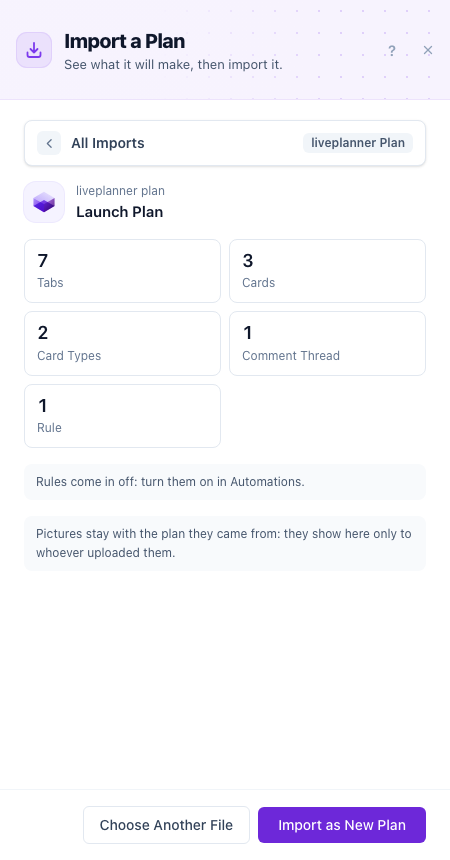 Import a Plan
See what it will make, then import it.
?
All Imports
liveplanner Plan
liveplanner plan
Launch Plan
7
Tabs
3
Cards
2
Card Types
1
Comment Thread
1
Rule
Rules come in off: turn them on in Automations.
Pictures stay with the plan they came from: they show here only to
whoever uploaded them.
Choose Another File
Import as New Plan